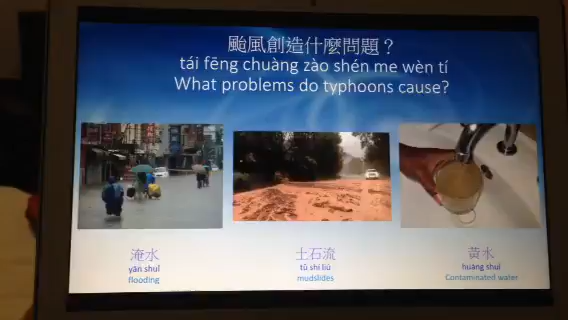 颱風創造什麼問題？
tái fēng chuàng zào shén me wèn tí
What problems do typhoons cause?
淹水
yān shuǐ
flooding
土石流
tǔ shí liú
mudslides
黃水
huáng shuǐ
Contaminated water